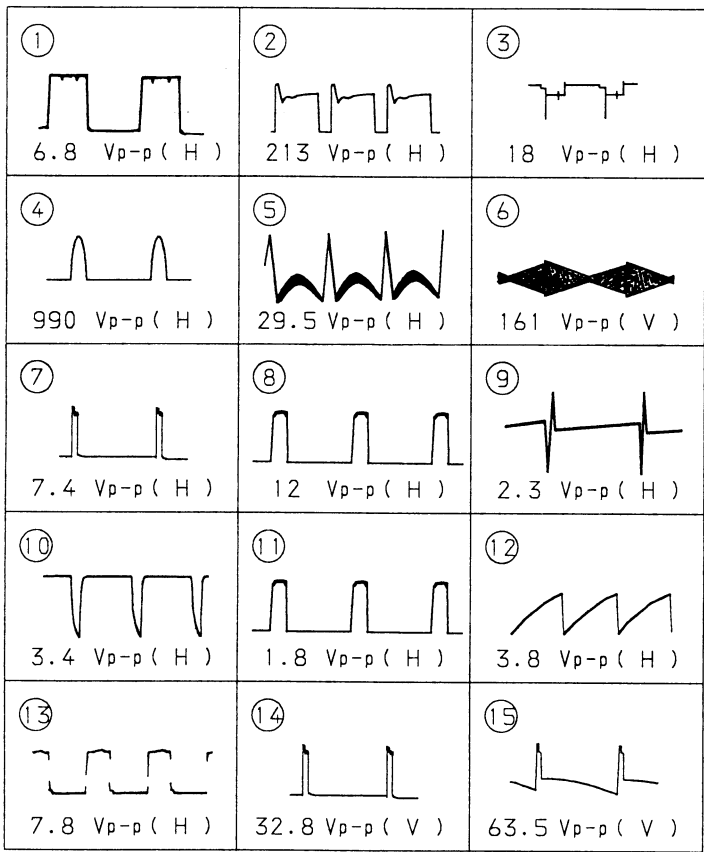 ① ② ③
6.8 Vp-p ( H ) 213 Vp-p ( H ) 18 Vp-p ( H )
④ ⑤ ⑥
990 Vp-p ( H ) 29.5 Vp-p ( H ) 161 Vp-p ( V )
⑦ ⑧ ⑨
7.4 Vp-p ( H ) 12 Vp-p ( H ) 2.3 Vp-p ( H )
⑩ ⑪ ⑫
3.4 Vp-p ( H ) 1.8 Vp-p ( H ) 3.8 Vp-p ( H )
⑬ ⑭ ⑮
7.8 Vp-p ( H ) 32.8 Vp-p ( V ) 63.5 Vp-p ( V )